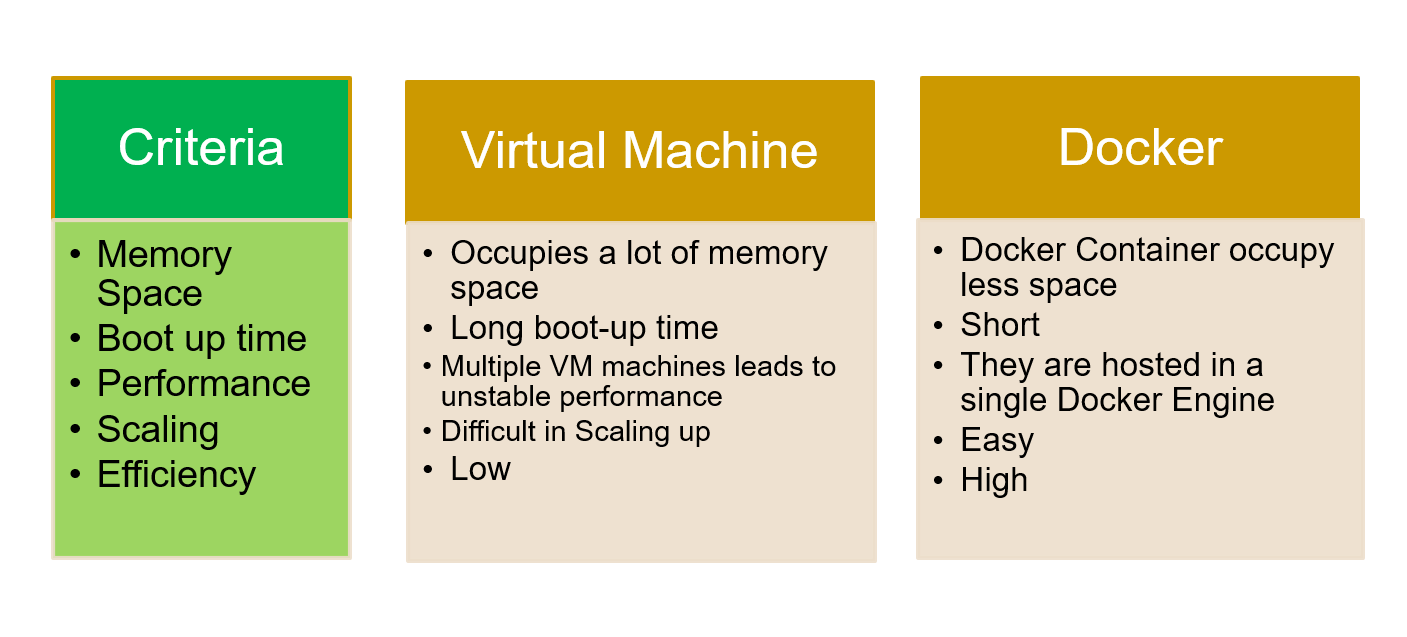 Criteria
• Memory
Space
• Boot up time
• Performance
• Scaling
• Efficiency
Virtual Machine
• Occupies a lot of memory
space
• Long boot-up time
• Multiple VM machines leads to
unstable performance
• Difficult in Scaling up
• Low
Docker
• Docker Container occupy
less space
• Short
• They are hosted in a
single Docker Engine
• Easy
• High